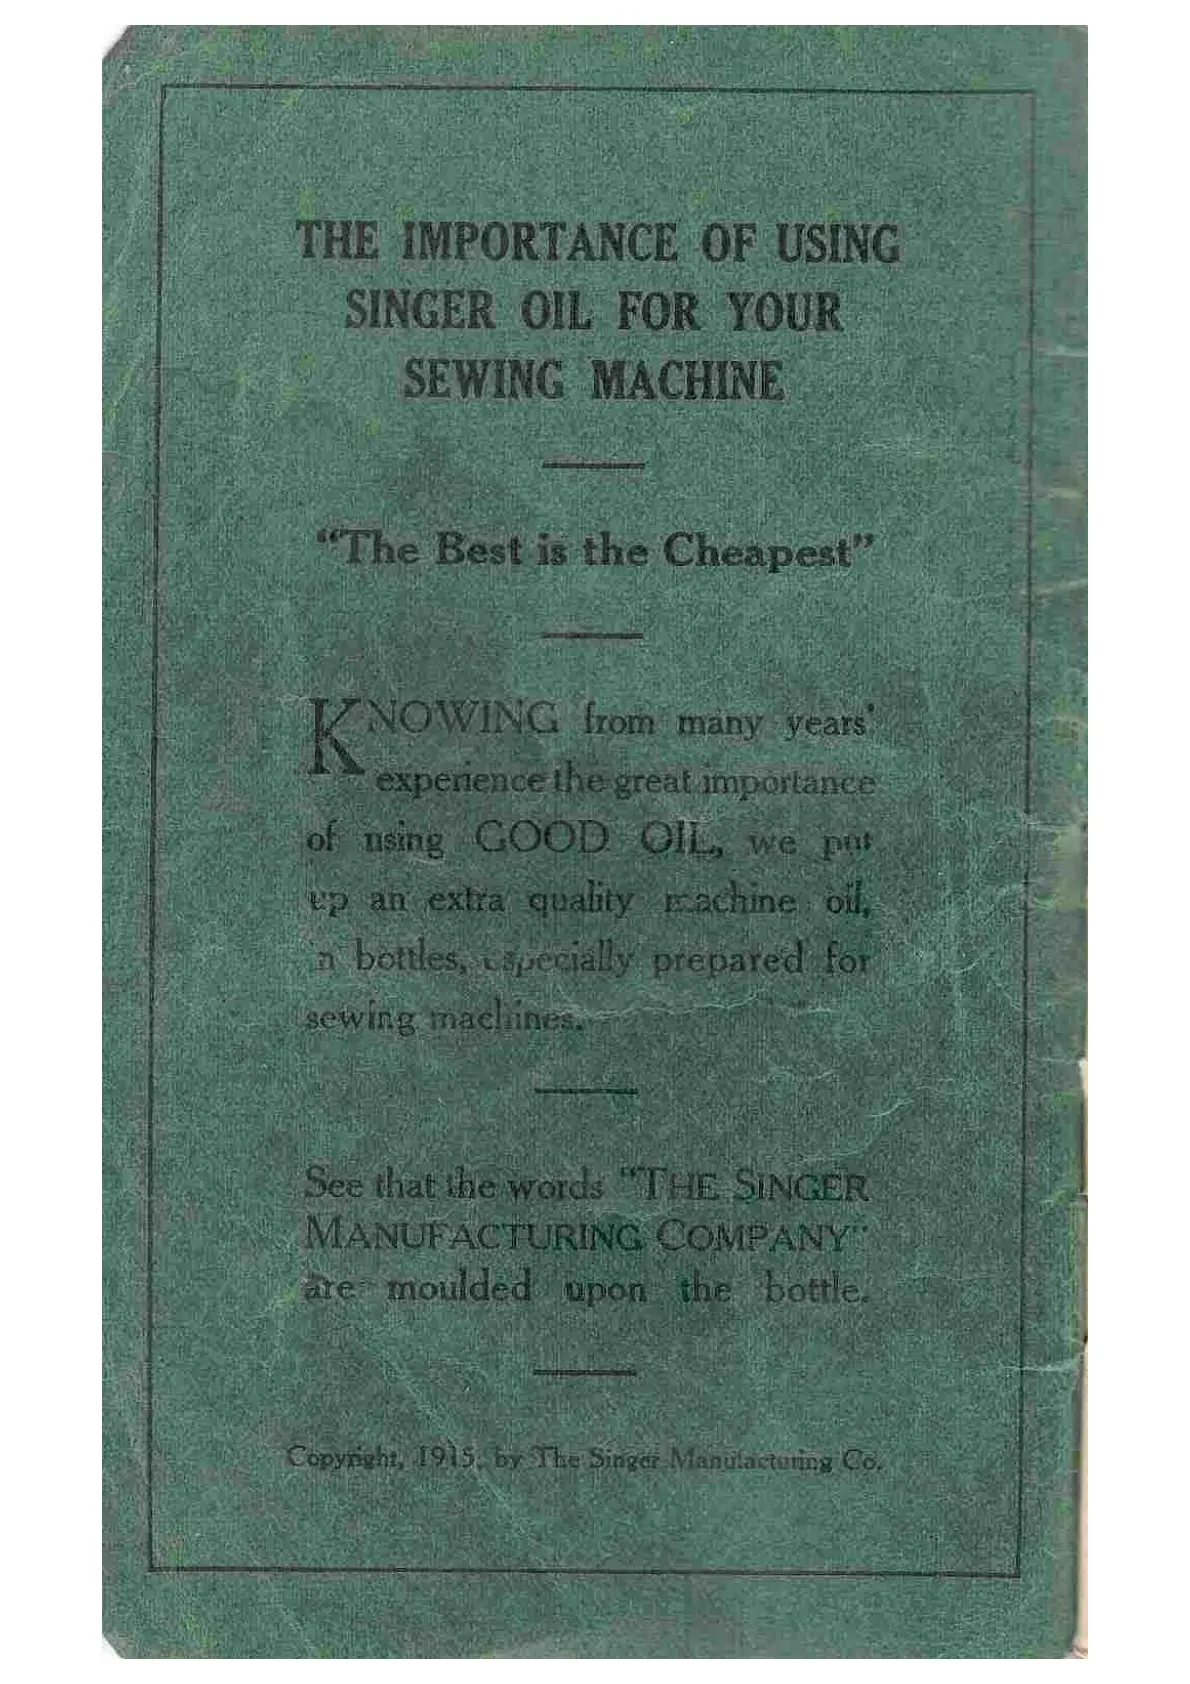 THE IMPORTANCE OF USING
SINGER OIL FOR YOUR
SEWING MACHINE
“The Best is the Cheapest”
KNOWING from many years’
experience the great importance
of using GOOD OIL, we put
up an extra quality machine oil,
in bottles, especially prepared for
sewing machines.
See that the words “THE SINGER
MANUFACTURING COMPANY”
are moulded upon the bottle.
Copyright, 1915, by The Singer Manufacturing Co.